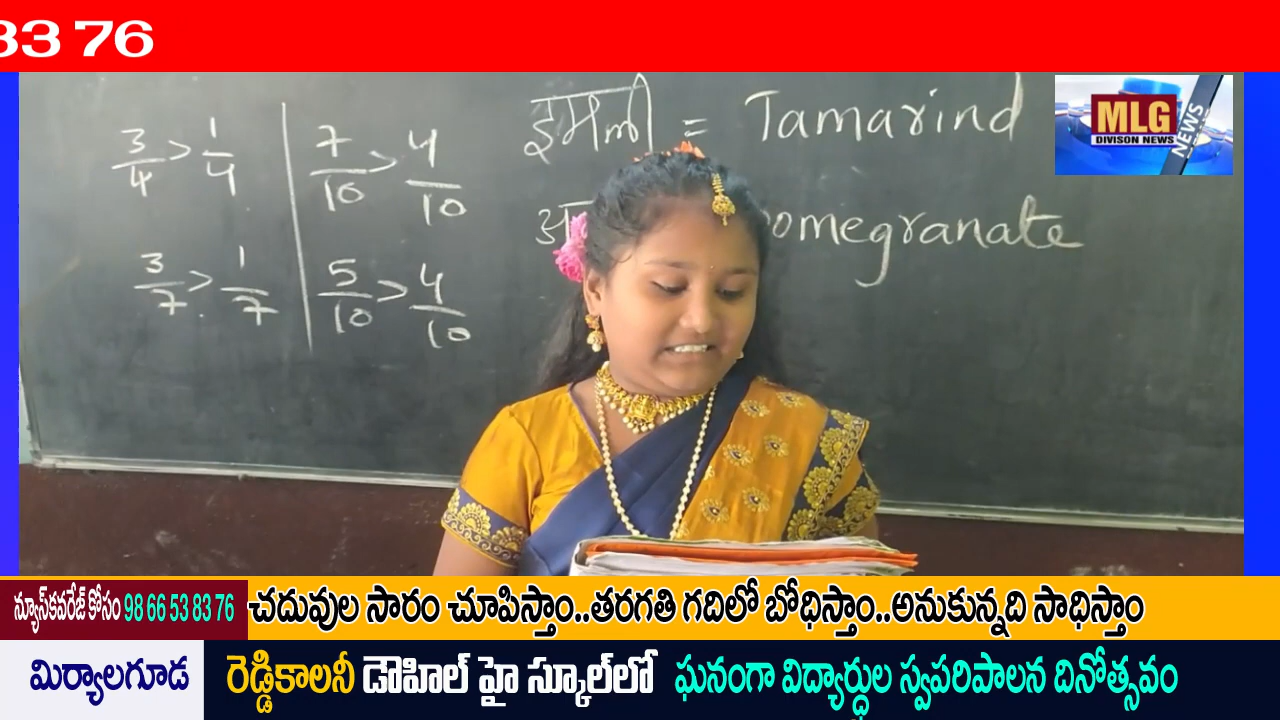 83 76
MLG
DIVISON NEWS
NEWS
3/4 > 1/4
7/10 > 4/10
इमली = Tamarind
pomegranate
3/7 > 1/7
5/10 > 4/10
న్యూస్‌కవరేజ్ కోసం 98 66 53 83 76
చదువుల సారం చూపిస్తాం..తరగతి గదిలో బోధిస్తాం..అనుకున్నది సాధిస్తాం
మిర్యాలగూడ
రెడ్డికాలనీ డౌహిల్ హై స్కూల్‌లో ఘనంగా విద్యార్థుల స్వపరిపాలన దినోత్సవం